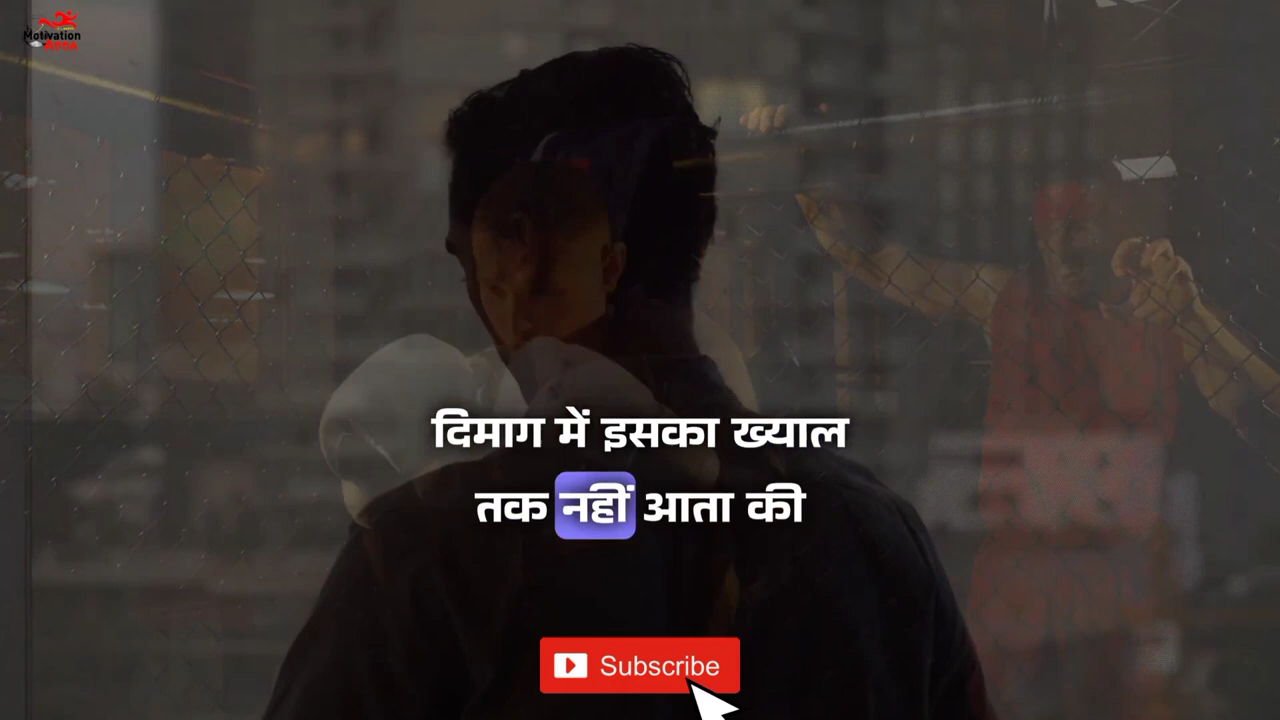 Motivation
Area
दिमाग में इसका ख्याल
तक नहीं आता की
Subscribe